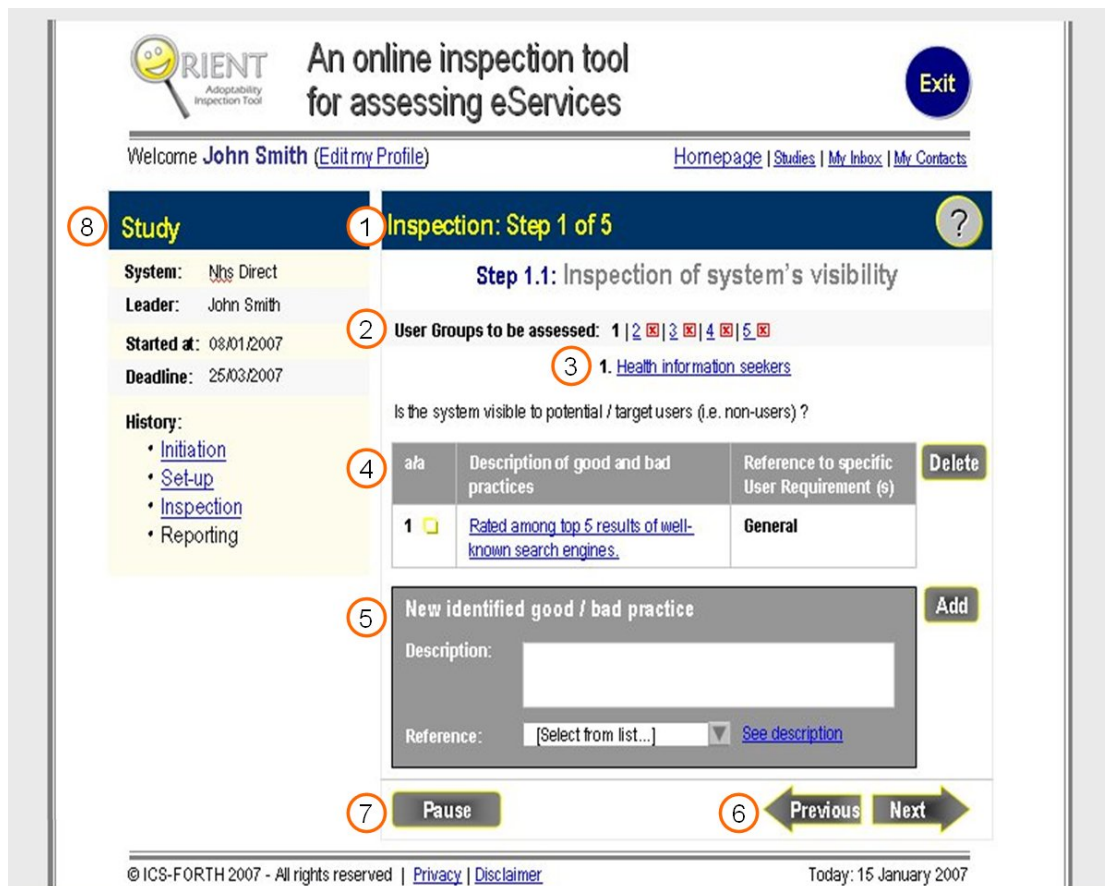 ORIENT
Adoptability
Inspection Tool
An online inspection tool
for assessing eServices
Exit
Welcome John Smith (Edit my Profile)
Homepage | Studies | My Inbox | My Contacts
8
Study
System: Nhs Direct
Leader: John Smith
Started at: 08/01/2007
Deadline: 25/03/2007
History:
• Initiation
• Set-up
• Inspection
• Reporting
1
Inspection: Step 1 of 5
?
Step 1.1: Inspection of system's visibility
2
User Groups to be assessed: 1 | 2 x | 3 x | 4 x | 5 x
3
1. Health information seekers
Is the system visible to potential / target users (i.e. non-users) ?
4
a/a
Description of good and bad
practices
Reference to specific
User Requirement (s)
Delete
1
Rated among top 5 results of well-
known search engines.
General
5
New identified good / bad practice
Add
Description:
Reference: [Select from list...] See description
7
Pause
6
Previous
Next
© ICS-FORTH 2007 - All rights reserved | Privacy | Disclaimer
Today: 15 January 2007